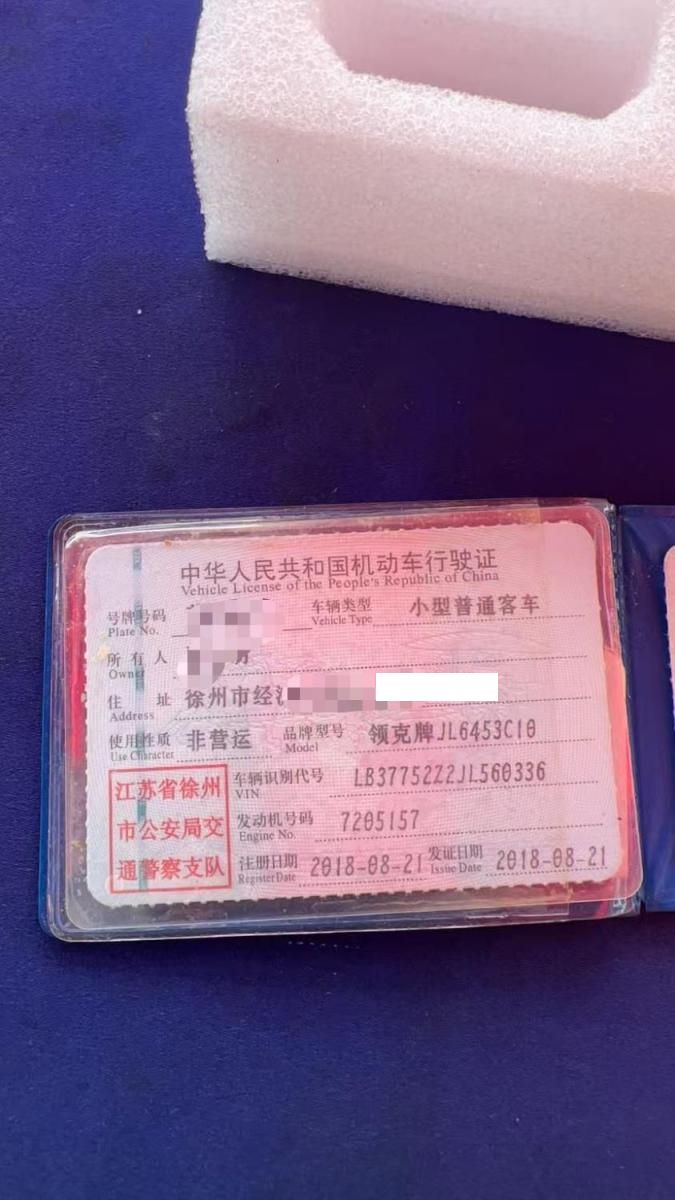 中华人民共和国机动车行驶证
Vehicle License of the People's Republic of China
号牌号码 车辆类型 小型普通客车
Plate No. Vehicle Type
所有人
Owner
住址 徐州市经
Address
使用性质 非营运 品牌型号 领克牌JL6453C10
Use Character Model
江苏省徐州 车辆识别代号 LB37752Z2JL560336
VIN
市公安局交 发动机号码 7205157
Engine No.
通警察支队 注册日期 2018-08-21 发证日期 2018-08-21
Register Date Issue Date